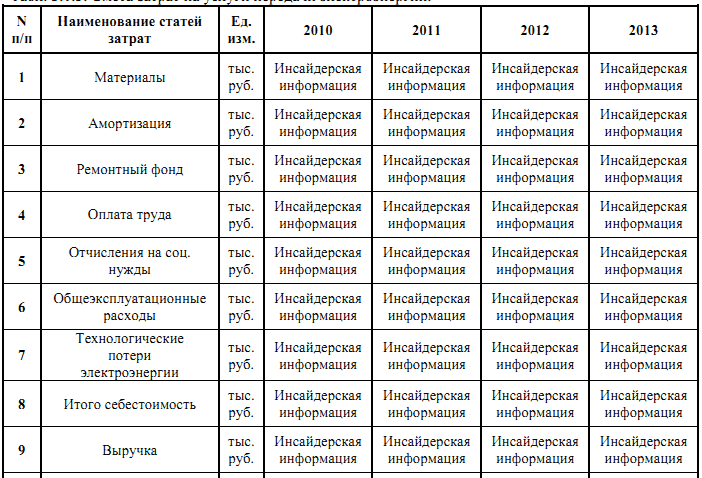 Смета затрат на услуги передачи электроэнергии.
N Наименование статей Ед.
п/п затрат изм. 2010 2011 2012 2013
тыс. Инсайдерская Инсайдерская Инсайдерская Инсайдерская
1 Материалы руб. информация информация информация информация
тыс. Инсайдерская Инсайдерская Инсайдерская Инсайдерская
2 Амортизация руб. информация информация информация информация
тыс. Инсайдерская Инсайдерская Инсайдерская Инсайдерская
3 Ремонтный фонд руб. информация информация информация информация
тыс. Инсайдерская Инсайдерская Инсайдерская Инсайдерская
4 Оплата труда руб. информация информация информация информация
Отчисления на соц. тыс. Инсайдерская Инсайдерская Инсайдерская Инсайдерская
5 нужды руб. информация информация информация информация
Общеэксплуатационные тыс. Инсайдерская Инсайдерская Инсайдерская Инсайдерская
6 расходы руб. информация информация информация информация
Технологические
7 потери тыс. Инсайдерская Инсайдерская Инсайдерская Инсайдерская
электроэнергии руб. информация информация информация информация
тыс. Инсайдерская Инсайдерская Инсайдерская Инсайдерская
8 Итого себестоимость руб. информация информация информация информация
тыс. Инсайдерская Инсайдерская Инсайдерская Инсайдерская
9 Выручка руб. информация информация информация информация